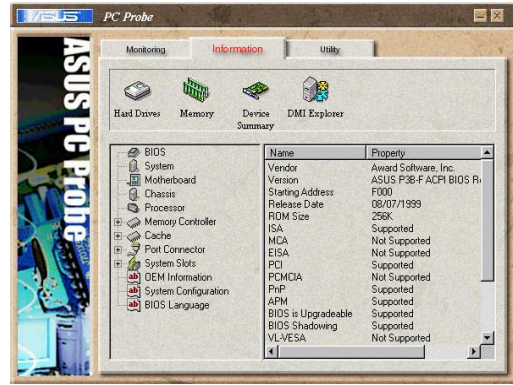 /ASUS PC Probe
Monitoring Information Utility
ASUS PC Probe
Hard Drives Memory Device Summary DMI Explorer
BIOS
System
Motherboard
Chassis
Processor
Memory Controller
Cache
Port Connector
System Slots
ab OEM Information
ab System Configuration
ab BIOS Language
Name Property
Vendor Award Software, Inc.
Version ASUS P3B-F ACPI BIOS R
Starting Address F000
Release Date 08/07/1999
ROM Size 256K
ISA Supported
MCA Not Supported
EISA Not Supported
PCI Supported
PCMCIA Not Supported
PnP Supported
APM Supported
BIOS is Upgradeable Supported
BIOS Shadowing Supported
VL-VESA Not Supported